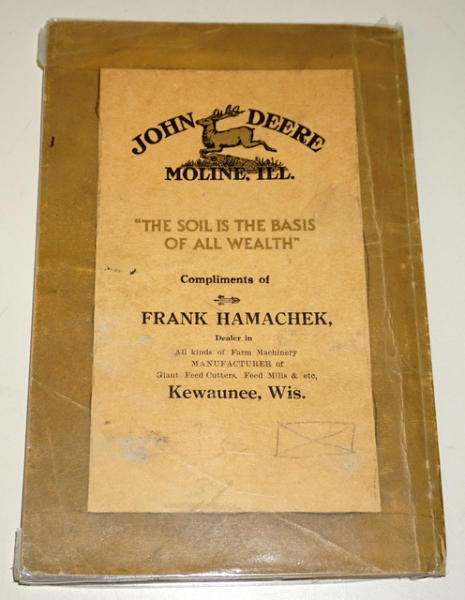 JOHN DEERE
MOLINE, ILL.
"THE SOIL IS THE BASIS
OF ALL WEALTH"
Compliments of
FRANK HAMACHEK,
Dealer in
All kinds of Farm Machinery
MANUFACTURER of
Giant Feed Cutters, Feed Mills & etc,
Kewaunee, Wis.